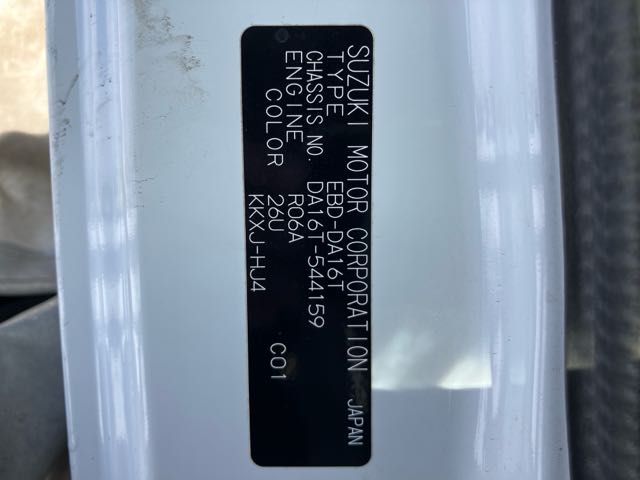 SUZUKI MOTOR CORPORATION JAPAN
TYPE EBD-DA16T
CHASSIS NO. DA16T-544159
ENGINE R06A
COLOR 26U C01
KKXJ-HJ4